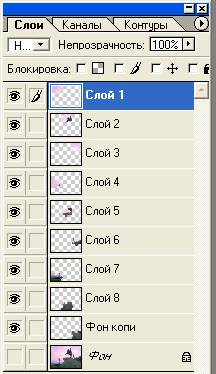 Слои Каналы Контуры
Н... Непрозрачность: 100%
Блокировка:
Слой 1
Слой 2
Слой 3
Слой 4
Слой 5
Слой 6
Слой 7
Слой 8
Фон копи
Фон